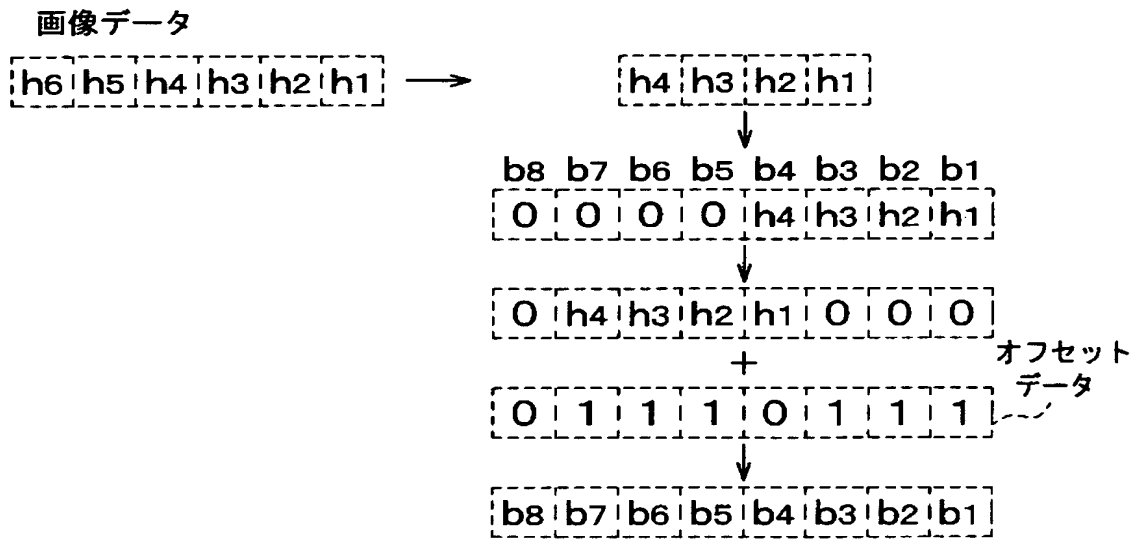 画像データ
h6 h5 h4 h3 h2 h1 → h4 h3 h2 h1
b8 b7 b6 b5 b4 b3 b2 b1
0 0 0 0 h4 h3 h2 h1
0 h4 h3 h2 h1 0 0 0
+
オフセット
データ
0 1 1 1 0 1 1 1
b8 b7 b6 b5 b4 b3 b2 b1